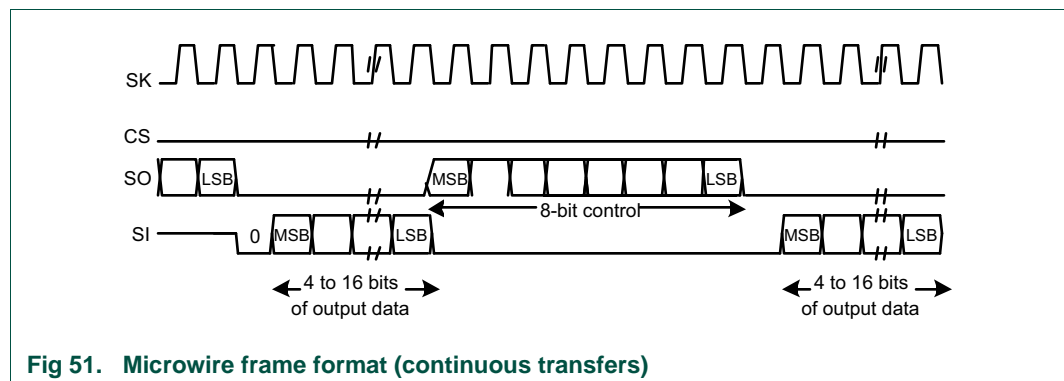 SK
CS
SO
LSB
MSB
LSB
8-bit control
SI
0
MSB
LSB
MSB
LSB
4 to 16 bits
of output data
4 to 16 bits
of output data
Fig 51. Microwire frame format (continuous transfers)